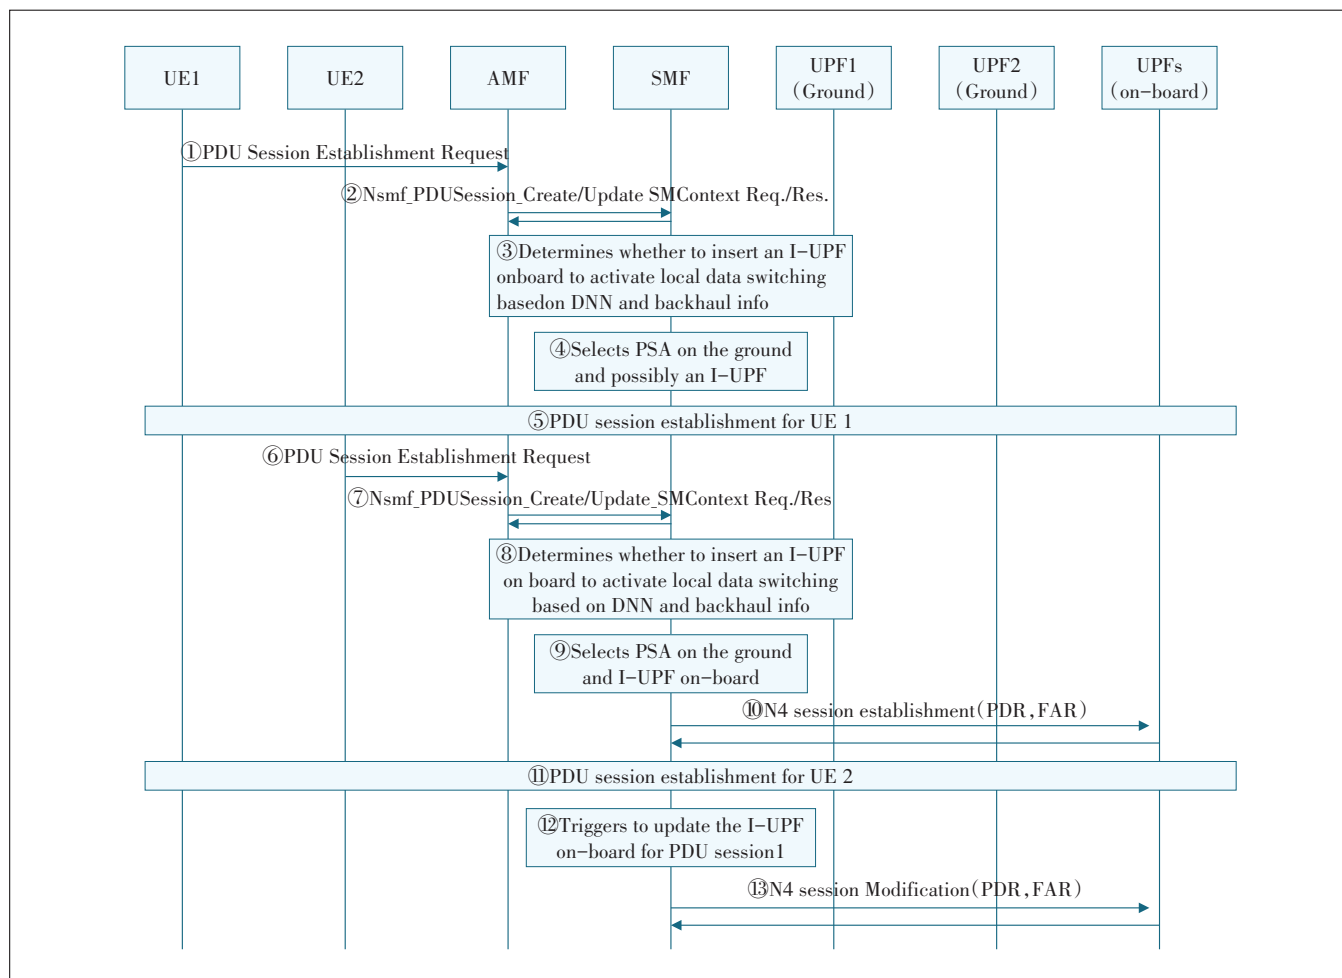 UE1
UE2
AMF
SMF
UPF1
(Ground)
UPF2
(Ground)
UPFs
(on-board)
①PDU Session Establishment Request
②Nsmf_PDUSession_Create/Update SMContext Req./Res.
③Determines whether to insert an I-UPF
onboard to activate local data switching
basedon DNN and backhaul info
④Selects PSA on the ground
and possibly an I-UPF
⑤PDU session establishment for UE 1
⑥PDU Session Establishment Request
⑦Nsmf_PDUSession_Create/Update_SMContext Req./Res
⑧Determines whether to insert an I-UPF
on board to activate local data switching
based on DNN and backhaul info
⑨Selects PSA on the ground
and I-UPF on-board
⑩N4 session establishment(PDR,FAR)
⑪PDU session establishment for UE 2
⑫Triggers to update the I-UPF
on-board for PDU session1
⑬N4 session Modification(PDR,FAR)